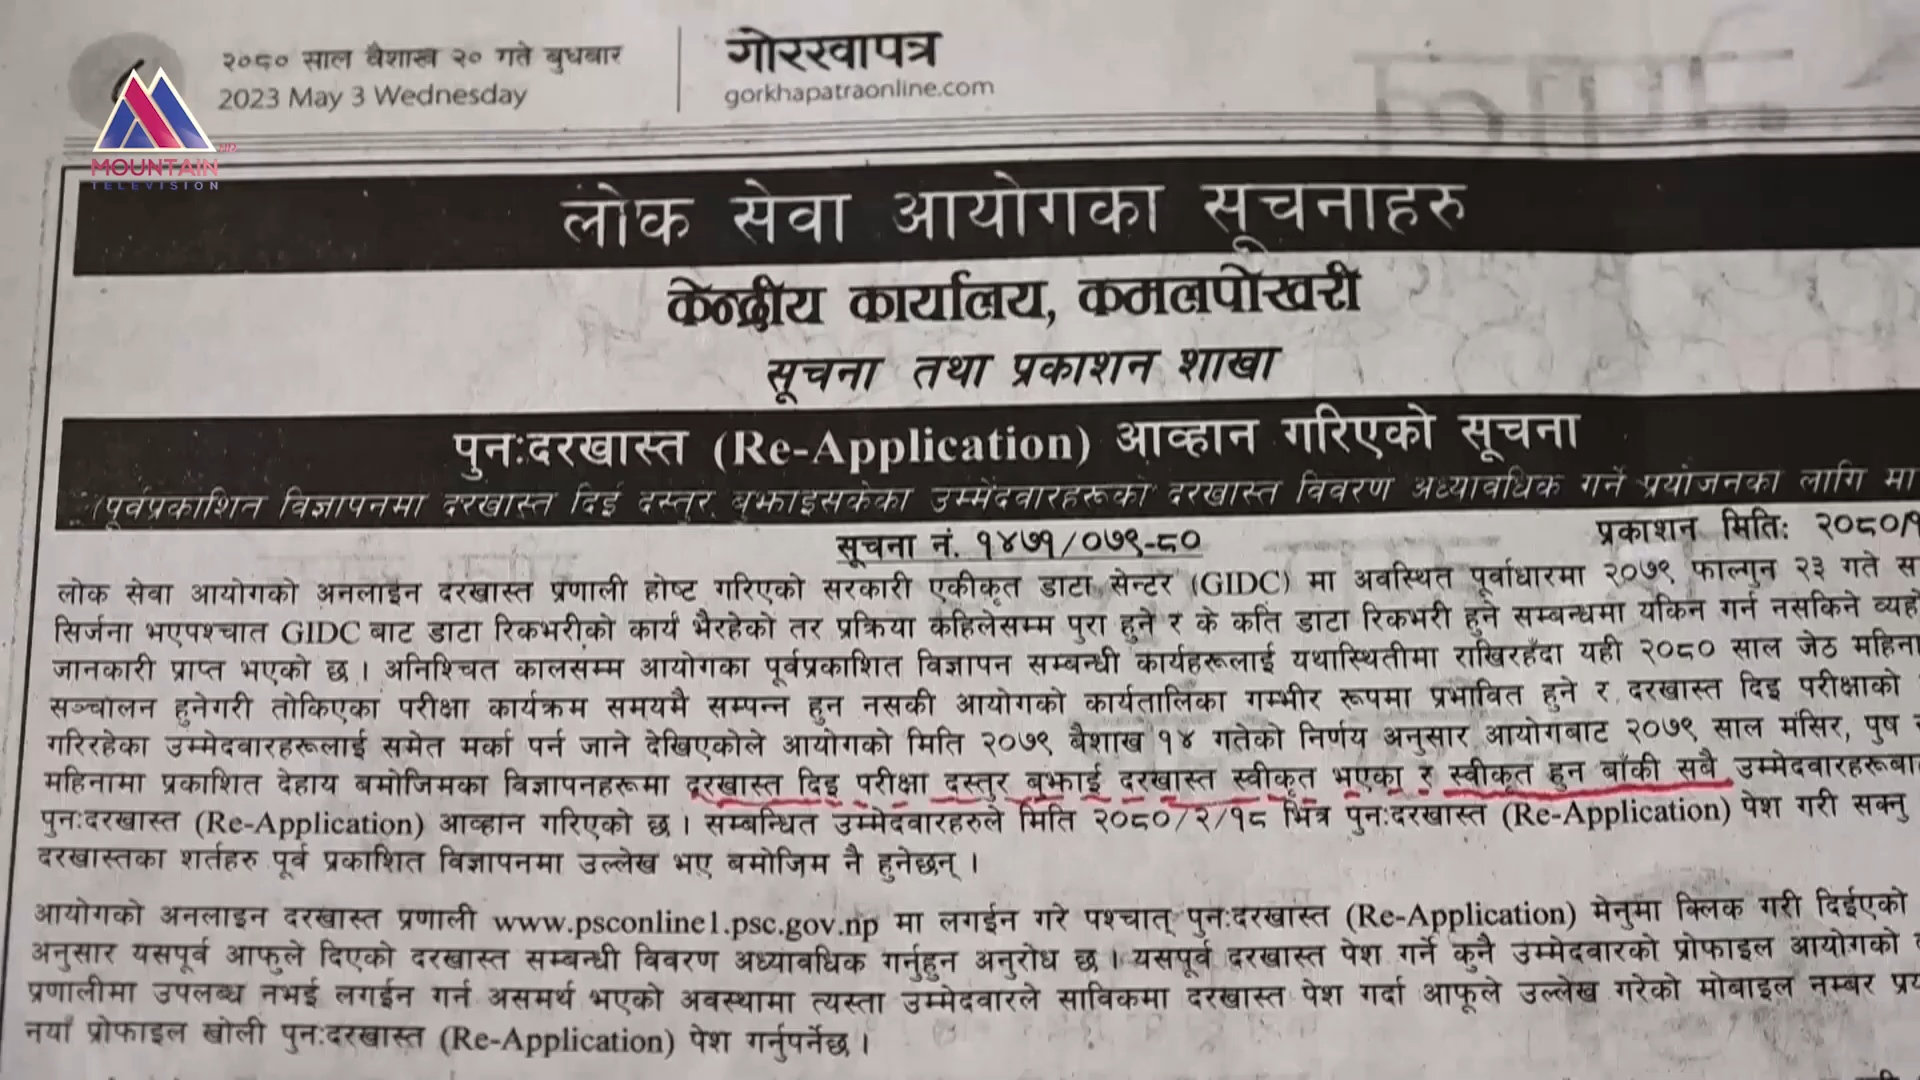 २०८० साल वैशाख २० गते बुधबार
2023 May 3 Wednesday
गोरखापत्र
gorkhapatraonline.com
MOUNTAIN HD
TELEVISION
लोक सेवा आयोगका सूचनाहरु
केन्द्रीय कार्यालय, कमलपोखरी
सूचना तथा प्रकाशन शाखा
पुन:दरखास्त (Re-Application) आव्हान गरिएको सूचना
(पूर्वप्रकाशित विज्ञापनमा दरखास्त दिई दस्तुर बुझाइसकेका उम्मेदवारहरूको दरखास्त विवरण अध्यावधिक गर्ने प्रयोजनका लागि मा
सूचना नं. १४७१/०७९-८०
प्रकाशन मिति: २०८०/१
लोक सेवा आयोगको अनलाइन दरखास्त प्रणाली होष्ट गरिएको सरकारी एकीकृत डाटा सेन्टर (GIDC) मा अवस्थित पूर्वाधारमा २०७९ फाल्गुन २३ गते स
सिर्जना भएपश्चात GIDC बाट डाटा रिकभरीको कार्य भैरहेको तर प्रक्रिया कहिलेसम्म पुरा हुने र के कति डाटा रिकभरी हुने सम्बन्धमा यकिन गर्न नसकिने व्यहो
जानकारी प्राप्त भएको छ । अनिश्चित कालसम्म आयोगका पूर्वप्रकाशित विज्ञापन सम्बन्धी कार्यहरूलाई यथास्थितीमा राखिरहँदा यही २०८० साल जेठ महिना
सञ्चालन हुनेगरी तोकिएका परीक्षा कार्यक्रम समयमै सम्पन्न हुन नसकी आयोगको कार्यतालिका गम्भीर रूपमा प्रभावित हुने र दरखास्त दिइ परीक्षाको
गरिरहेका उम्मेदवारहरूलाई समेत मर्का पर्न जाने देखिएकोले आयोगको मिति २०७९ बैशाख १४ गतेको निर्णय अनुसार आयोगबाट २०७९ साल मंसिर, पुष
महिनामा प्रकाशित देहाय बमोजिमका विज्ञापनहरूमा दरखास्त दिइ परीक्षा दस्तुर बुझाई दरखास्त स्वीकृत भएका र स्वीकृत हुन बाँकी सबै उम्मेदवारहरूबा
पुन:दरखास्त (Re-Application) आव्हान गरिएको छ । सम्बन्धित उम्मेदवारहरुले मिति २०८०/२/१८ भित्र पुन:दरखास्त (Re-Application) पेश गरी सक्नु
दरखास्तका शर्तहरु पूर्व प्रकाशित विज्ञापनमा उल्लेख भए बमोजिम नै हुनेछन् ।
आयोगको अनलाइन दरखास्त प्रणाली www.psconline1.psc.gov.np मा लगईन गरे पश्चात् पुन:दरखास्त (Re-Application) मेनुमा क्लिक गरी दिईएको
अनुसार यसपूर्व आफुले दिएको दरखास्त सम्बन्धी विवरण अध्यावधिक गर्नुहुन अनुरोध छ । यसपूर्व दरखास्त पेश गर्ने कुनै उम्मेदवारको प्रोफाइल आयोगको
प्रणालीमा उपलब्ध नभई लगईन गर्न असमर्थ भएको अवस्थामा त्यस्ता उम्मेदवारले साविकमा दरखास्त पेश गर्दा आफूले उल्लेख गरेको मोबाइल नम्बर प्र
नयाँ प्रोफाइल खोली पुन:दरखास्त (Re-Application) पेश गर्नुपर्नेछ ।